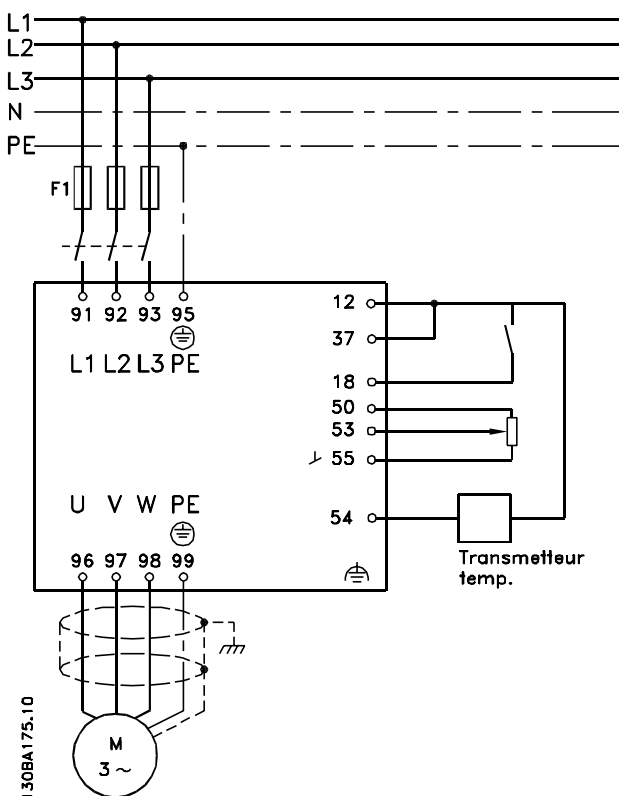 L1
L2
L3
N
PE
F1
91 92 93 95
L1 L2 L3 PE
12
37
18
50
53
55
54
U V W PE
96 97 98 99
Transmetteur
temp.
M
3 ~
130BA175.10